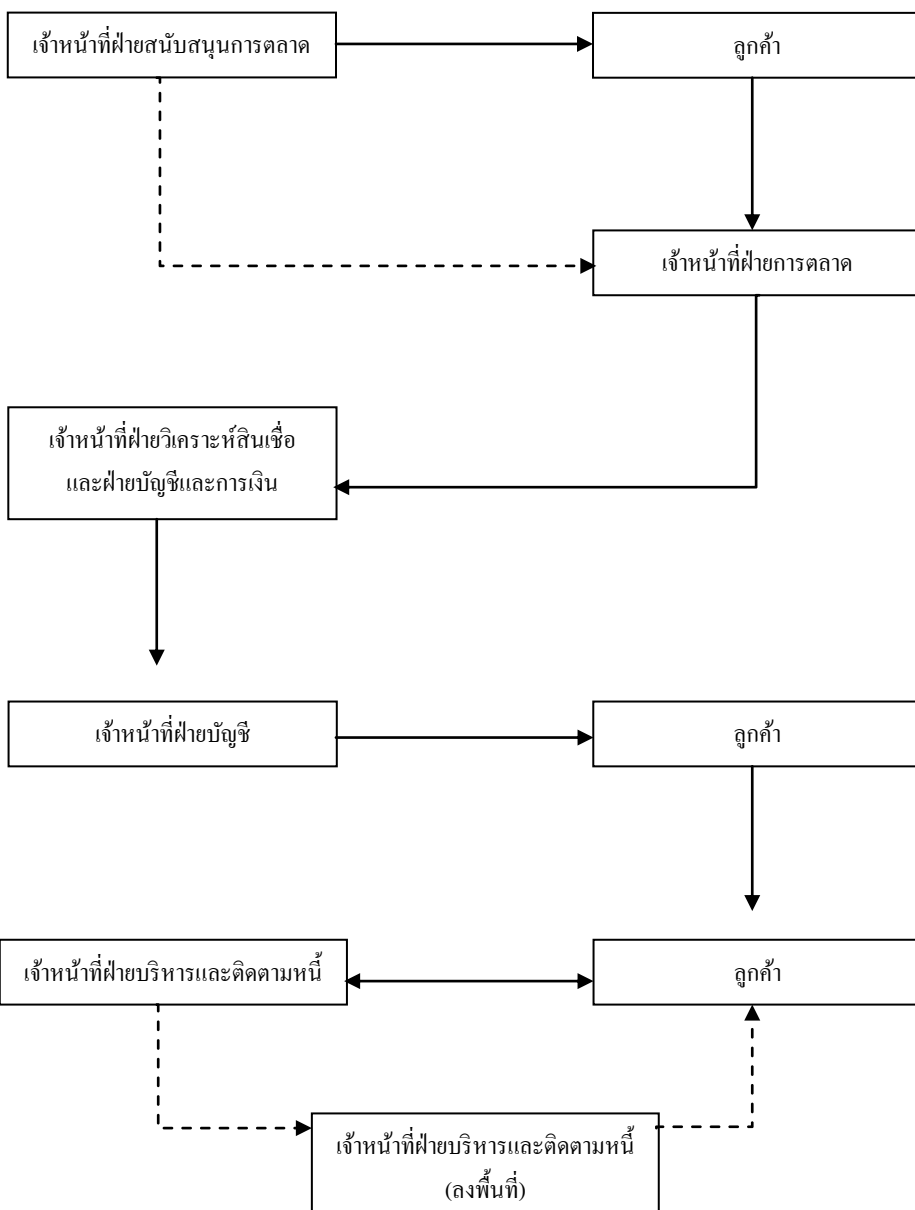 เจ้าหน้าที่ฝ่ายสนับสนุนการตลาด
ลูกค้า
เจ้าหน้าที่ฝ่ายการตลาด
เจ้าหน้าที่ฝ่ายวิเคราะห์สินเชื่อ
และฝ่ายบัญชีและการเงิน
เจ้าหน้าที่ฝ่ายบัญชี
ลูกค้า
เจ้าหน้าที่ฝ่ายบริหารและติดตามหนี้
ลูกค้า
เจ้าหน้าที่ฝ่ายบริหารและติดตามหนี้
(ลงพื้นที่)